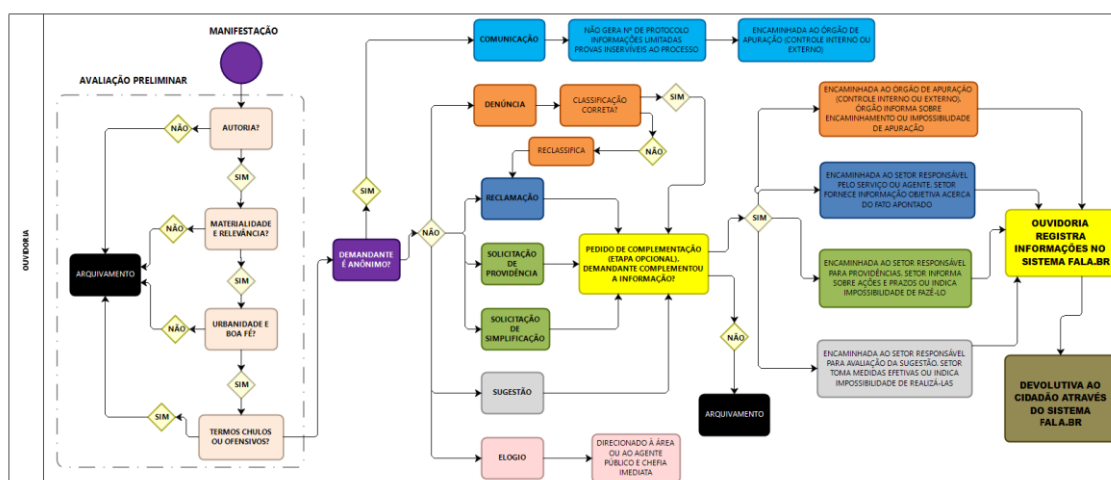 OUVIDORIA
MANIFESTAÇÃO
AVALIAÇÃO PRELIMINAR
AUTORIA?
NÃO
SIM
MATERIALIDADE
E RELEVÂNCIA?
NÃO
ARQUIVAMENTO
SIM
URBANIDADE E
BOA FÉ?
NÃO
SIM
TERMOS CHULOS
OU OFENSIVOS?
SIM
DEMANDANTE
É ANÔNIMO?
SIM
NÃO
COMUNICAÇÃO
NÃO GERA Nº DE PROTOCOLO
INFORMAÇÕES LIMITADAS
PROVAS INSERVÍVEIS AO PROCESSO
ENCAMINHADA AO ÓRGÃO DE
APURAÇÃO (CONTROLE INTERNO OU
EXTERNO)
DENÚNCIA
CLASSIFICAÇÃO
CORRETA?
SIM
NÃO
RECLASSIFICA
RECLAMAÇÃO
SOLICITAÇÃO
DE
PROVIDÊNCIA
SOLICITAÇÃO
DE
SIMPLIFICAÇÃO
SUGESTÃO
ELOGIO
DIRECIONADO À ÁREA
OU AO AGENTE
PÚBLICO E CHEFIA
IMEDIATA
PEDIDO DE COMPLEMENTAÇÃO
(ETAPA OPCIONAL).
DEMANDANTE COMPLEMENTOU
A INFORMAÇÃO?
SIM
NÃO
ARQUIVAMENTO
ENCAMINHADA AO ÓRGÃO DE APURAÇÃO
(CONTROLE INTERNO OU EXTERNO).
ÓRGÃO INFORMA SOBRE
ENCAMINHAMENTO OU IMPOSSIBILIDADE
DE APURAÇÃO
ENCAMINHADA AO SETOR RESPONSÁVEL
PELO SERVIÇO OU AGENTE. SETOR
FORNECE INFORMAÇÃO OBJETIVA ACERCA
DO FATO APONTADO
ENCAMINHADA AO SETOR RESPONSÁVEL
PARA PROVIDÊNCIAS. SETOR INFORMA
SOBRE AÇÕES E PRAZOS OU INDICA
IMPOSSIBILIDADE DE FAZÊ-LO
ENCAMINHADA AO SETOR RESPONSÁVEL
PARA AVALIAÇÃO DA SUGESTÃO. SETOR
TOMA MEDIDAS EFETIVAS OU INDICA
IMPOSSIBILIDADE DE REALIZÁ-LAS
OUVIDORIA
REGISTRA
INFORMAÇÕES NO
SISTEMA FALA.BR
DEVOLUTIVA AO
CIDADÃO ATRAVÉS
DO SISTEMA
FALA.BR